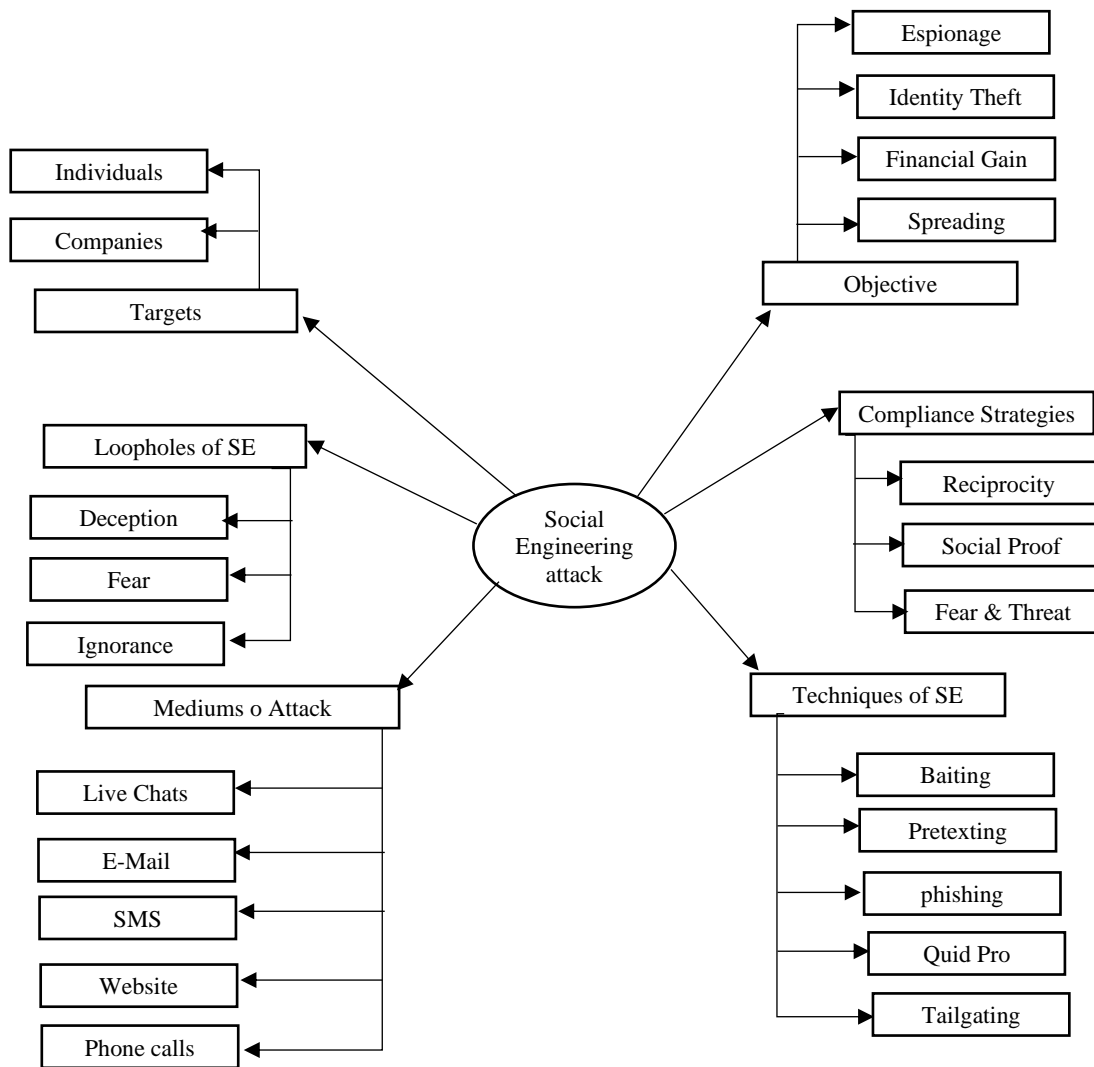 Espionage
Identity Theft
Financial Gain
Spreading
Objective
Individuals
Companies
Targets
Compliance Strategies
Reciprocity
Social Proof
Fear & Threat
Loopholes of SE
Deception
Fear
Ignorance
Social
Engineering
attack
Mediums o Attack
Live Chats
E-Mail
SMS
Website
Phone calls
Techniques of SE
Baiting
Pretexting
phishing
Quid Pro
Tailgating